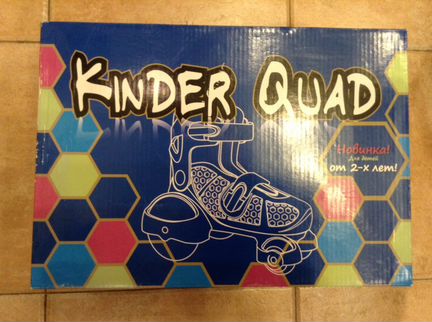 KINDER QUAD
Новинка!
Для детей
от 2-х лет!